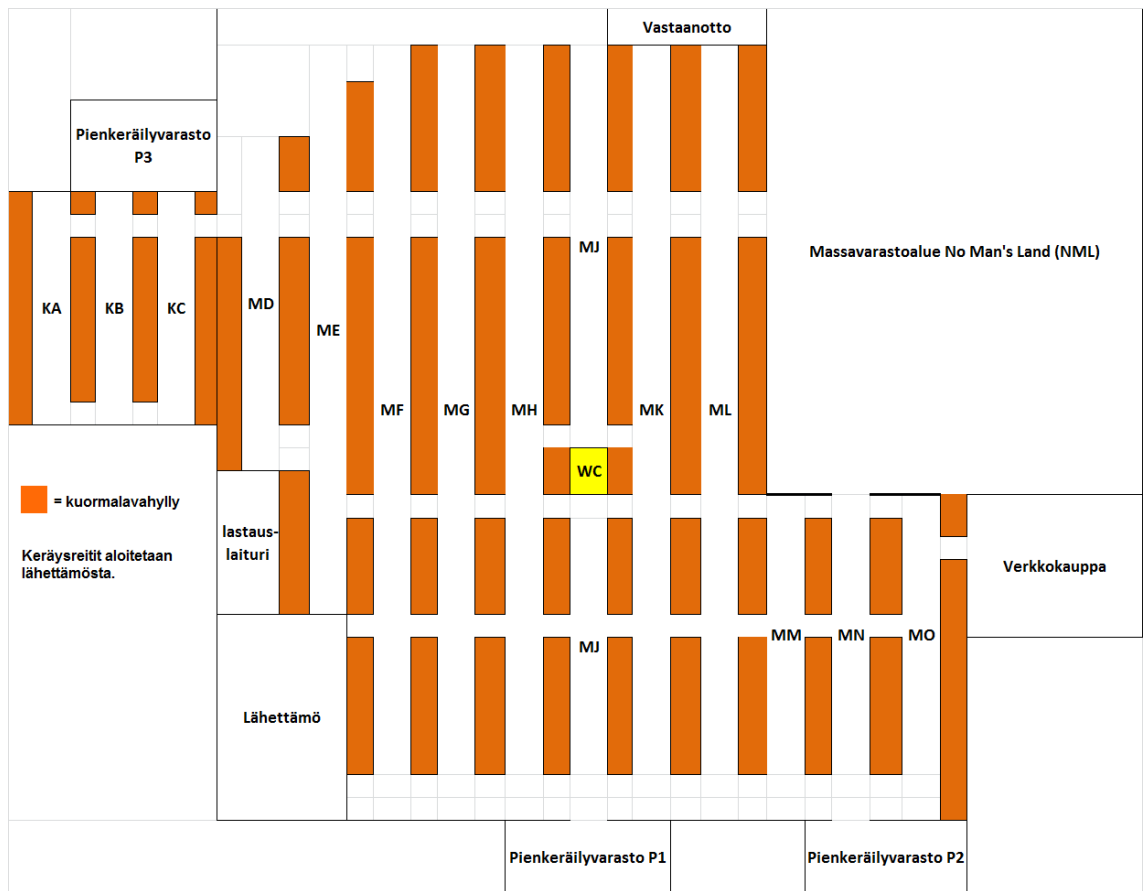 Vastaanotto
Pienkeräilyvarasto
P3
MJ
Massavarastoalue No Man's Land (NML)
KA
KB
KC
MD
ME
MF
MG
MH
MK
ML
WC
= kuormalavahylly
Keräysreitit aloitetaan
lähettämöstä.
lastaus-
laituri
Verkkokauppa
MJ
MM
MN
MO
Lähettämö
Pienkeräilyvarasto P1
Pienkeräilyvarasto P2